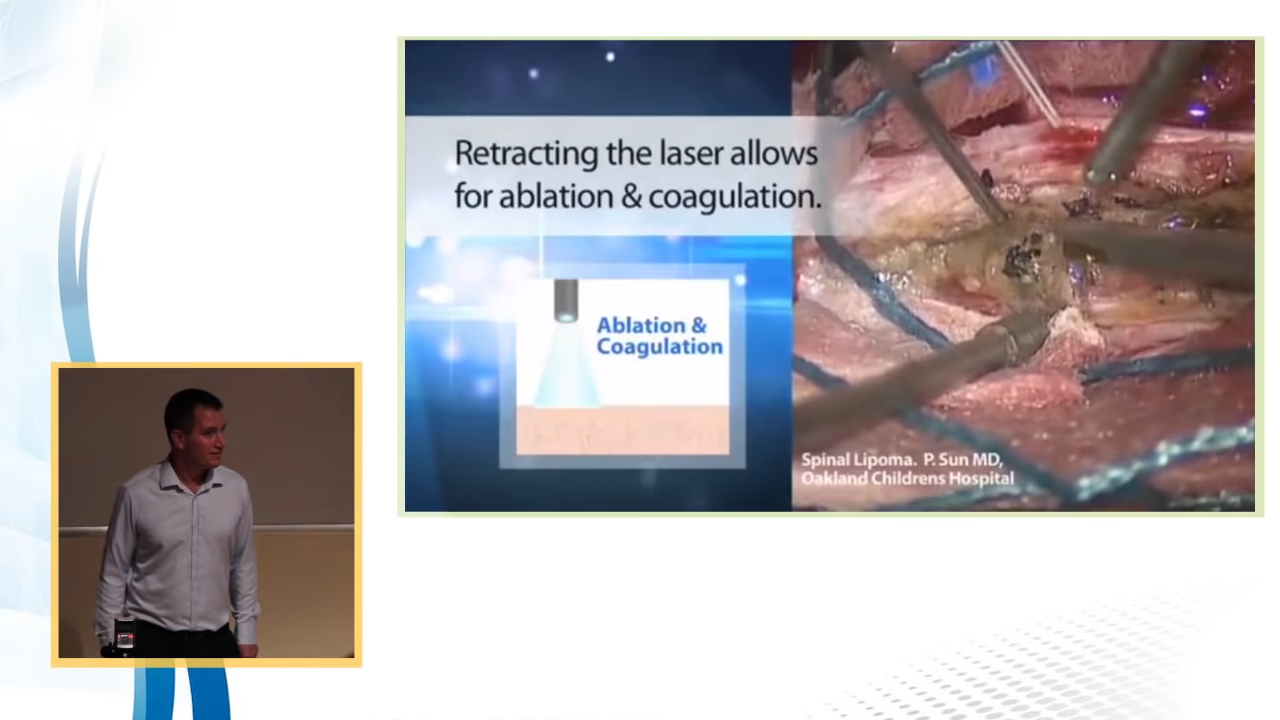 Retracting the laser allows
for ablation & coagulation.
Ablation &
Coagulation
Spinal Lipoma. P. Sun MD,
Oakland Childrens Hospital